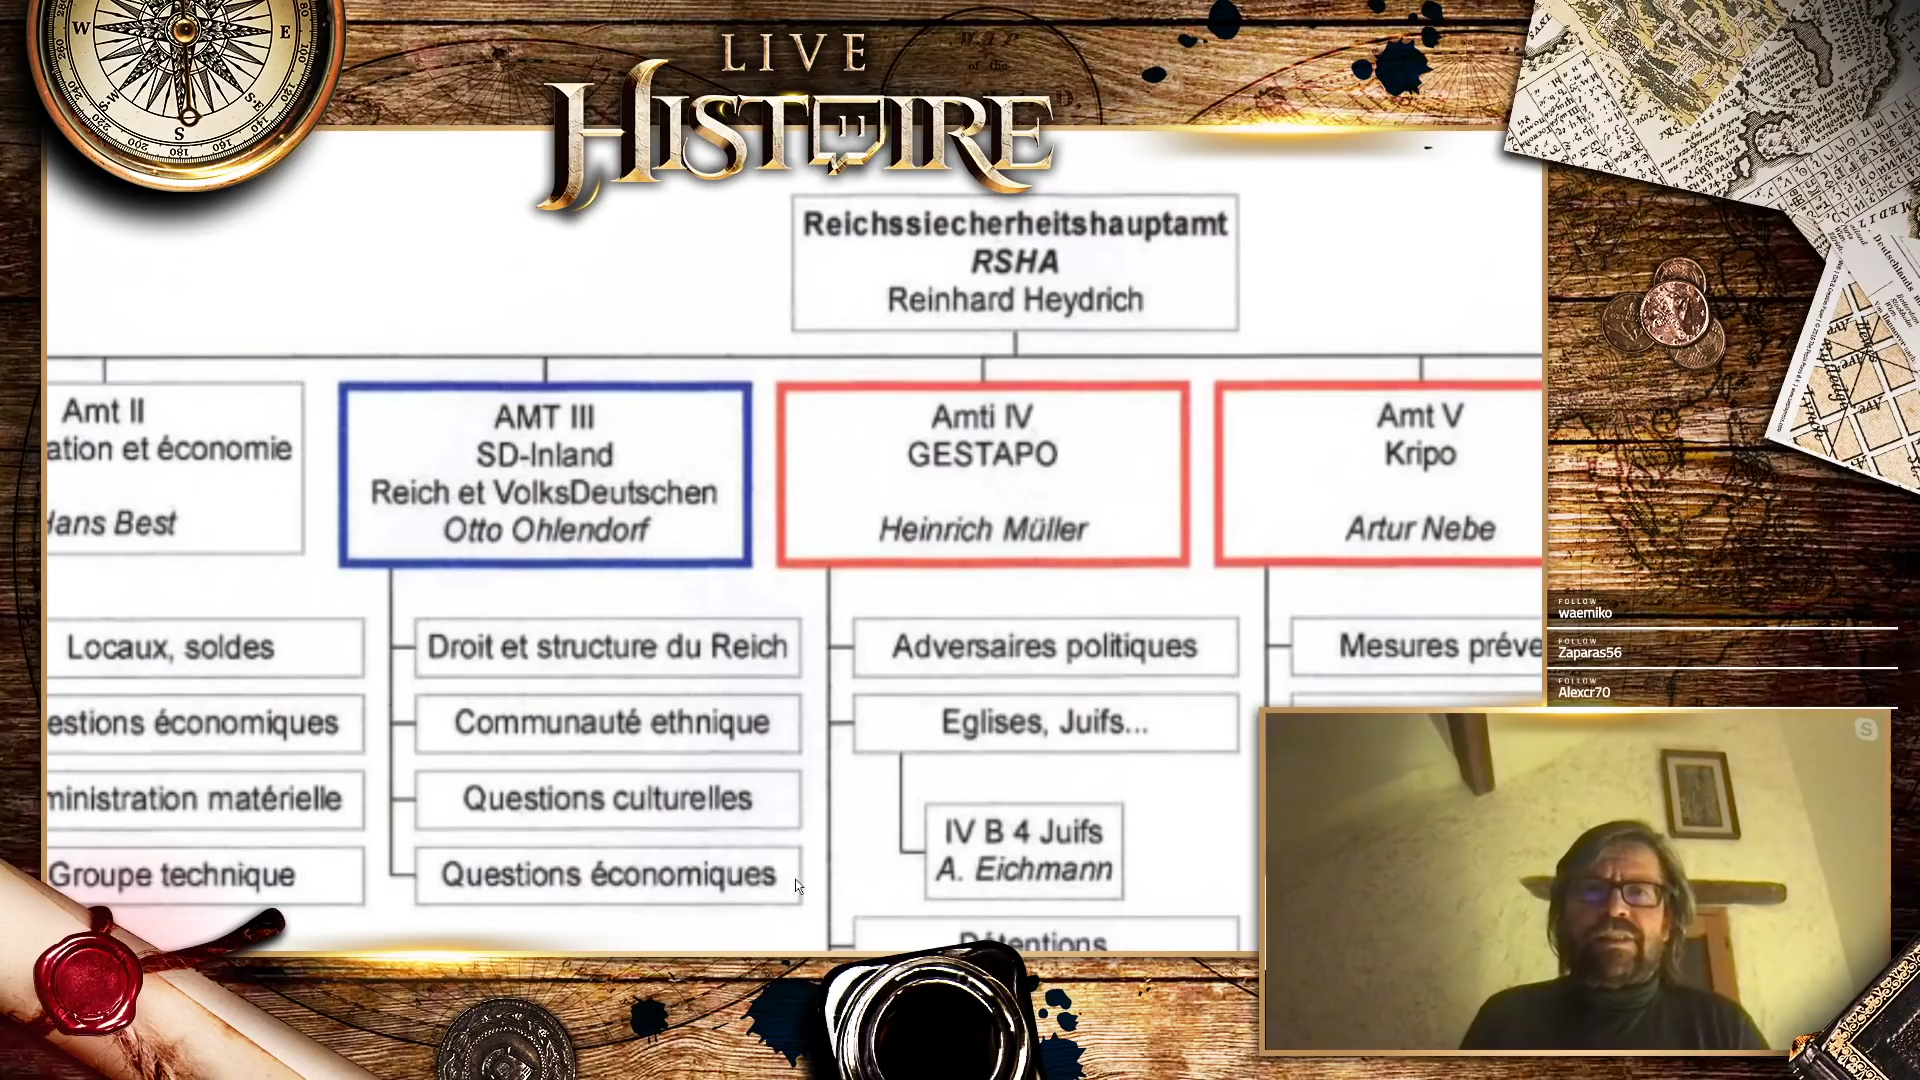 LIVE
HISTOIRE
W
E
S
Reichssiecherheitshauptamt
RSHA
Reinhard Heydrich
Amt II
ation et économie
Hans Best
AMT III
SD-Inland
Reich et VolksDeutschen
Otto Ohlendorf
Amti IV
GESTAPO
Heinrich Müller
Amt V
Kripo
Artur Nebe
Locaux, soldes
estions économiques
ministration matérielle
Groupe technique
Droit et structure du Reich
Communauté ethnique
Questions culturelles
Questions économiques
Adversaires politiques
Eglises, Juifs...
IV B 4 Juifs
A. Eichmann
Détentions
Mesures préve
FOLLOW
waemiko
FOLLOW
Zaparas56
FOLLOW
Alexcr70